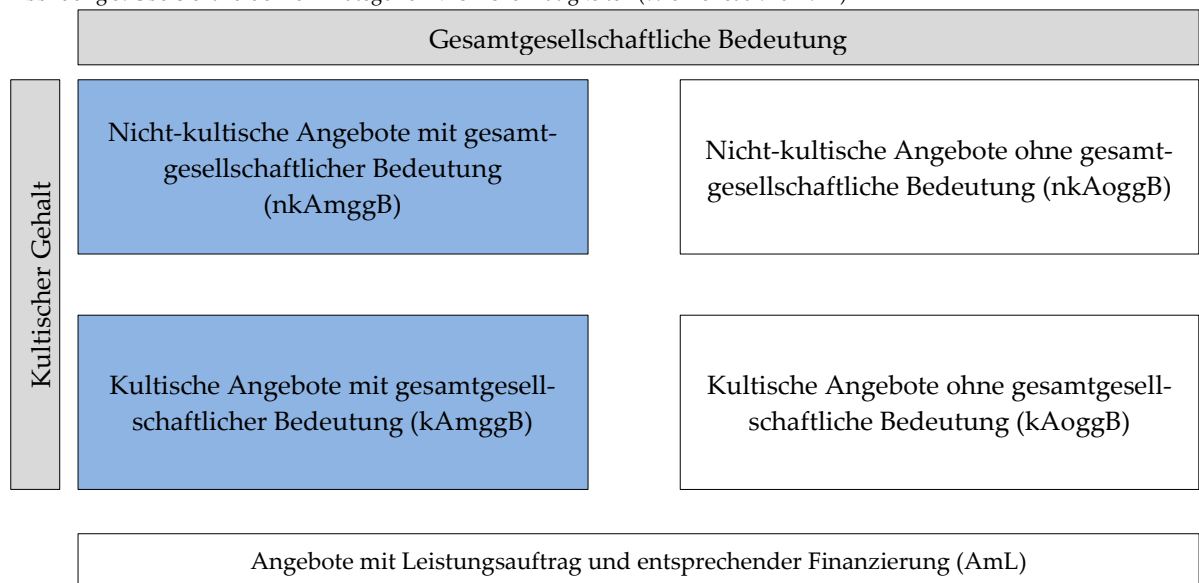 Gesamtgesellschaftliche Bedeutung
Kultischer Gehalt
Nicht-kultische Angebote mit gesamt-
gesellschaftlicher Bedeutung
(nkAmggB)
Nicht-kultische Angebote ohne gesamt-
gesellschaftliche Bedeutung (nkAoggB)
Kultische Angebote mit gesamtgesell-
schaftlicher Bedeutung (kAmggB)
Kultische Angebote ohne gesamtgesell-
schaftliche Bedeutung (kAoggB)
Angebote mit Leistungsauftrag und entsprechender Finanzierung (AmL)